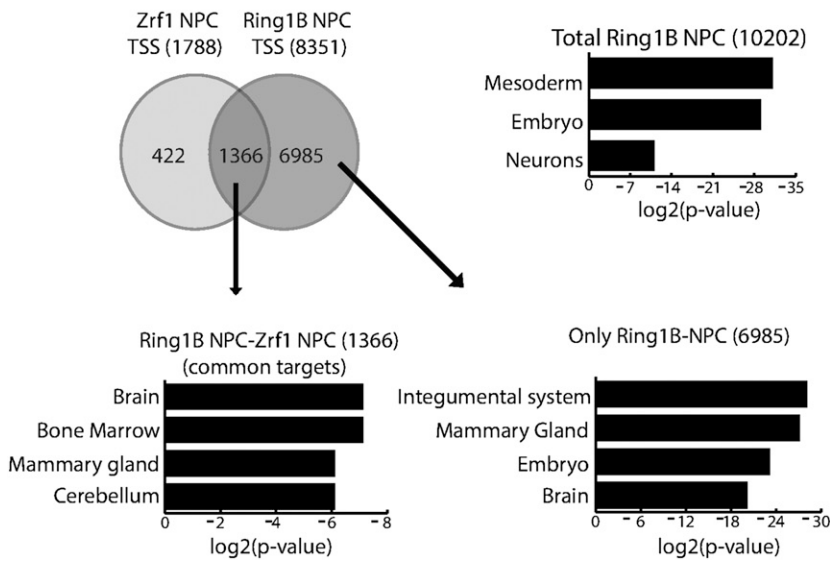 Zrf1 NPC
TSS (1788)
Ring1B NPC
TSS (8351)
422
1366
6985
Total Ring1B NPC (10202)
Mesoderm
Embryo
Neurons
0 -7 -14 -21 -28 -35
log2(p-value)
Ring1B NPC-Zrf1 NPC (1366)
(common targets)
Brain
Bone Marrow
Mammary gland
Cerebellum
0 -2 -4 -6 -8
log2(p-value)
Only Ring1B-NPC (6985)
Integumental system
Mammary Gland
Embryo
Brain
0 -6 -12 -18 -24 -30
log2(p-value)